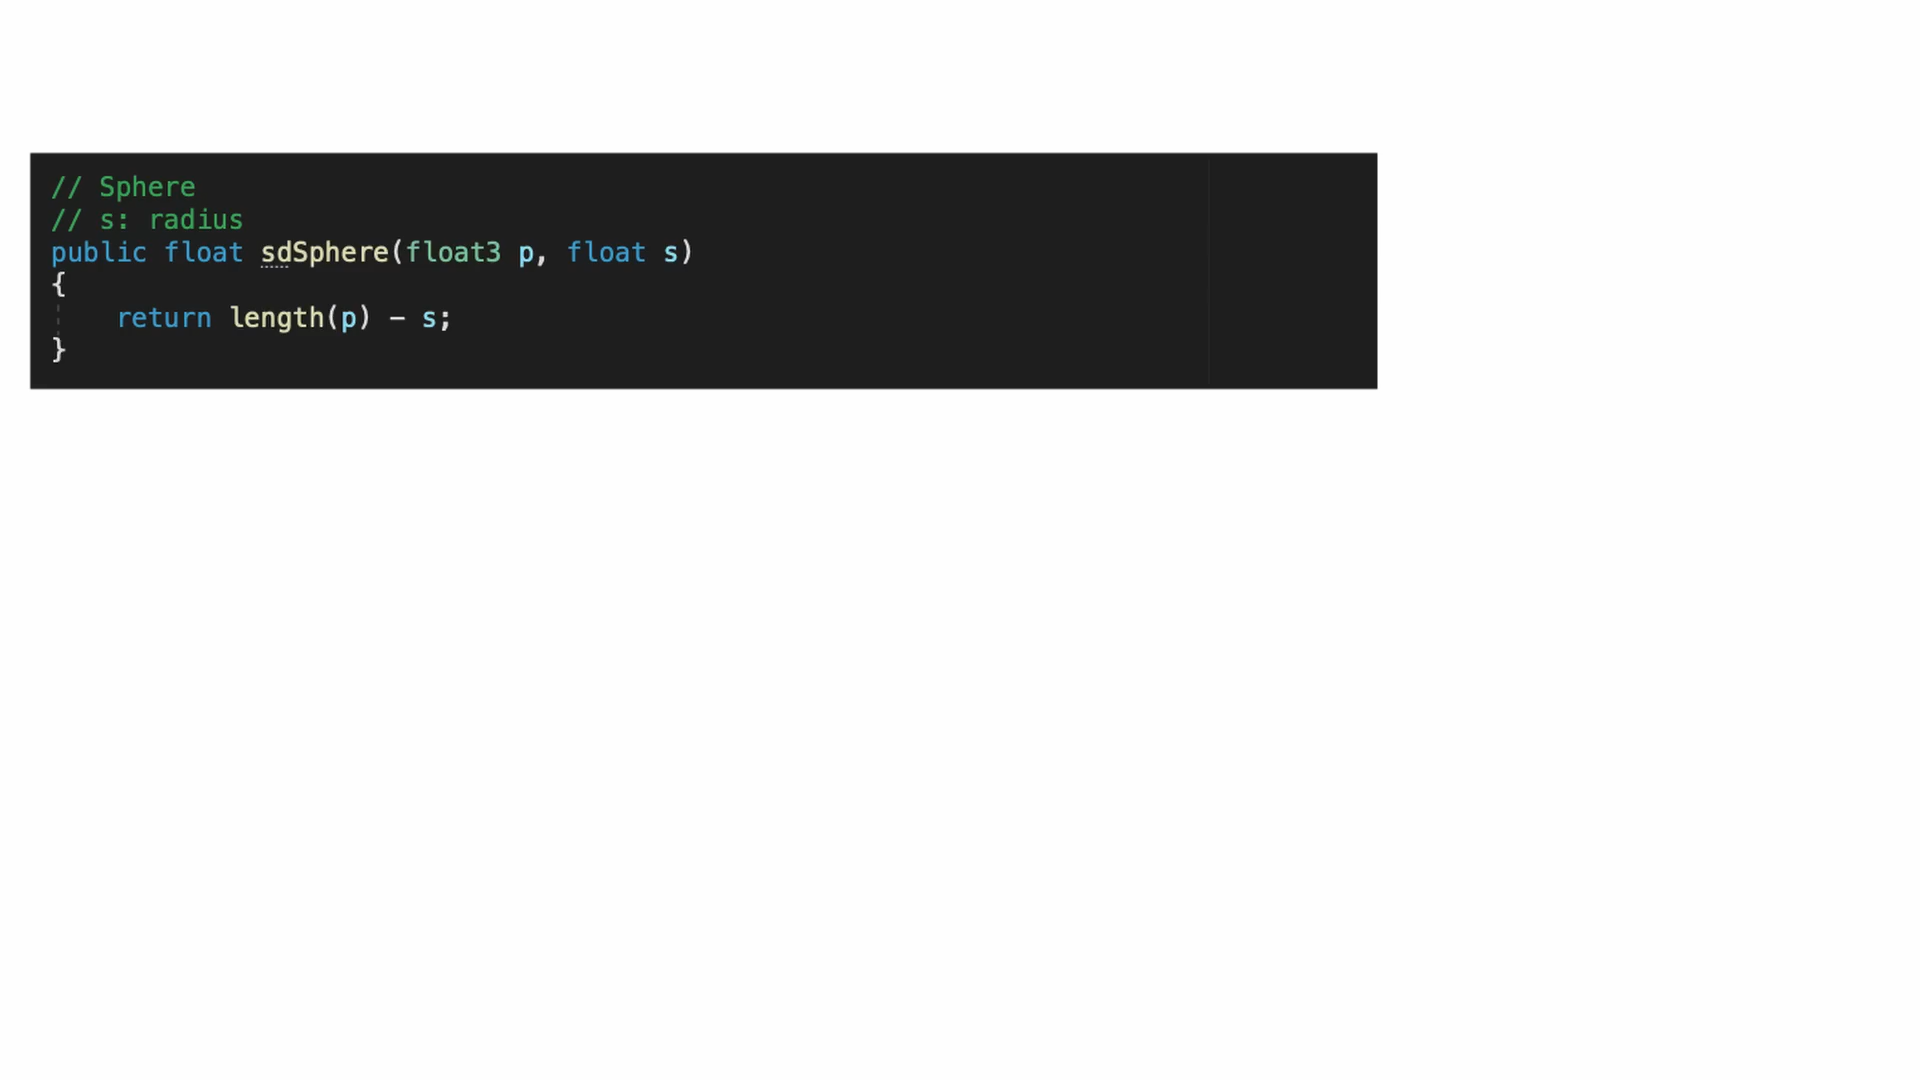 // Sphere
// s: radius
public float sdSphere(float3 p, float s)
{
    return length(p) - s;
}